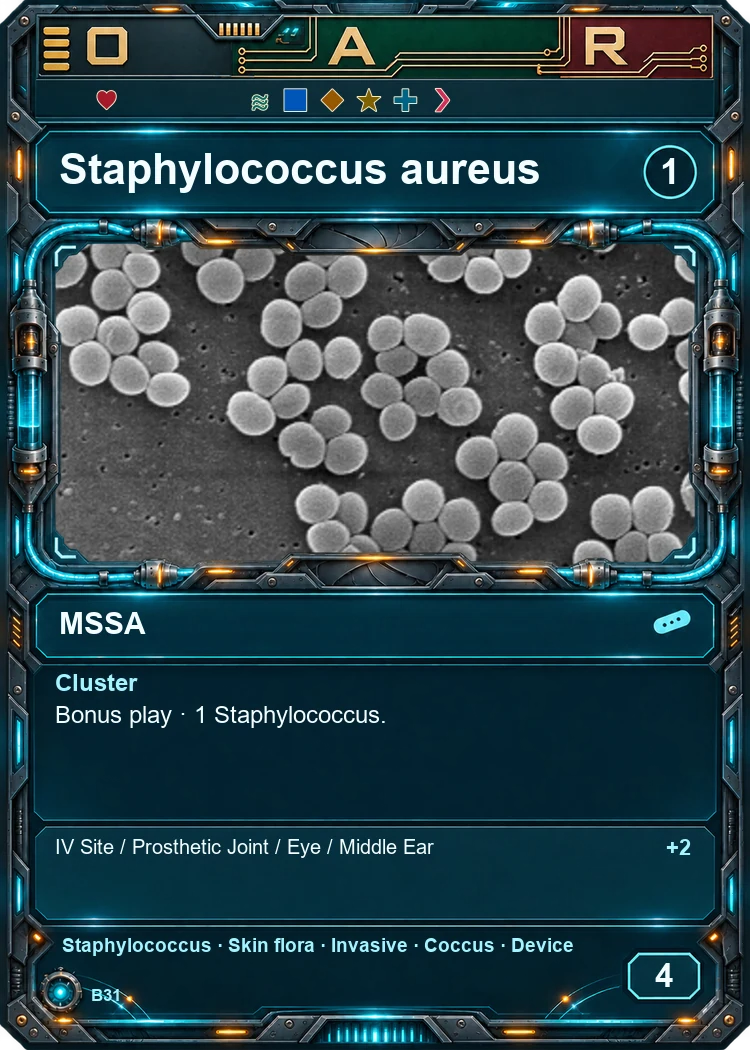 O A R
Staphylococcus aureus 1
MSSA
Cluster
Bonus play · 1 Staphylococcus.
IV Site / Prosthetic Joint / Eye / Middle Ear +2
Staphylococcus · Skin flora · Invasive · Coccus · Device
4
B31